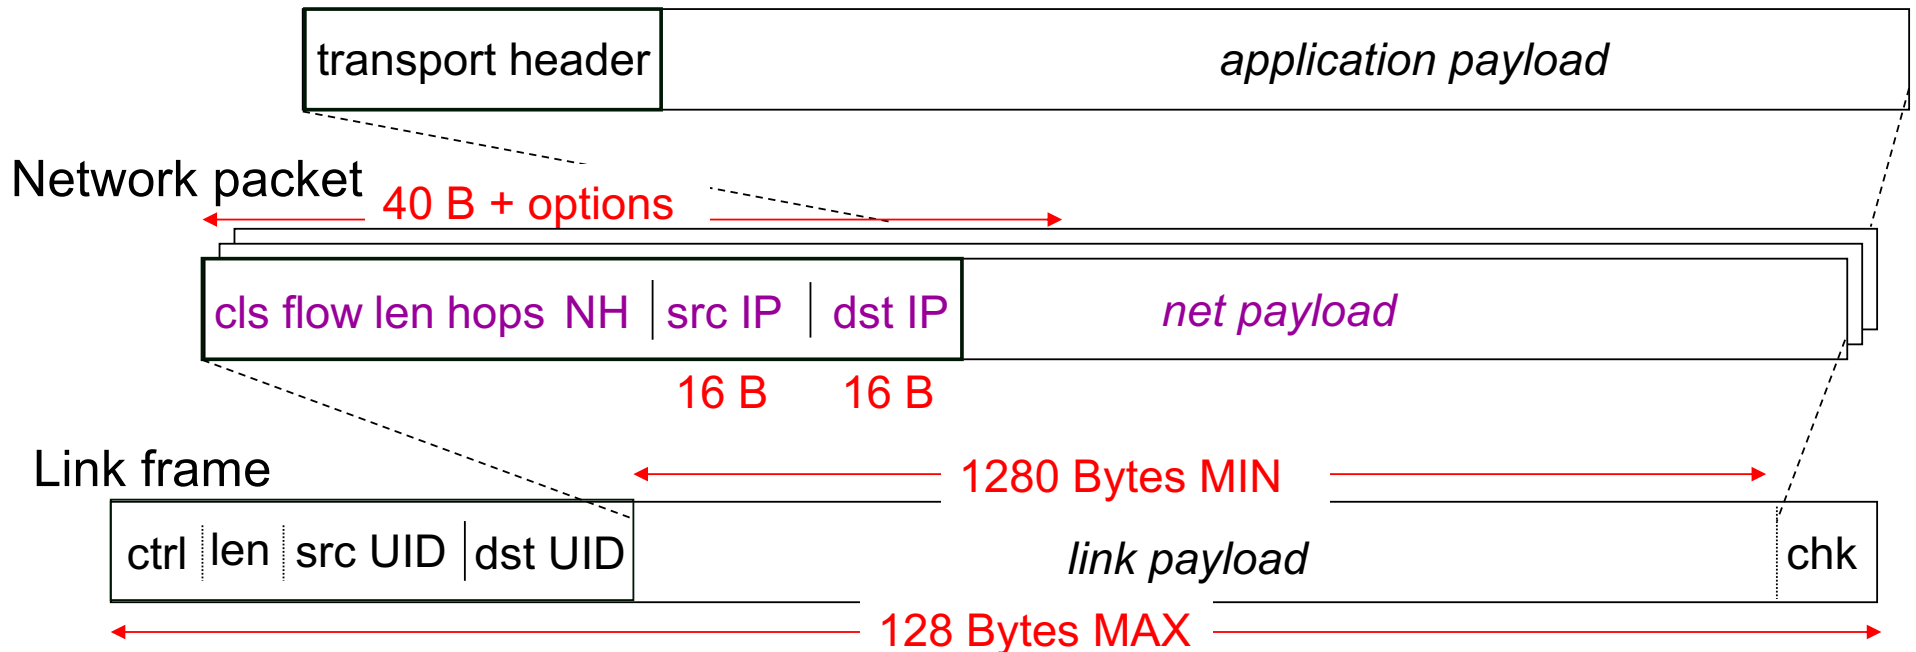 transport header
application payload
Network packet
40 B + options
cls flow len hops NH src IP dst IP
net payload
16 B
16 B
Link frame
1280 Bytes MIN
ctrl len src UID dst UID
link payload
chk
128 Bytes MAX